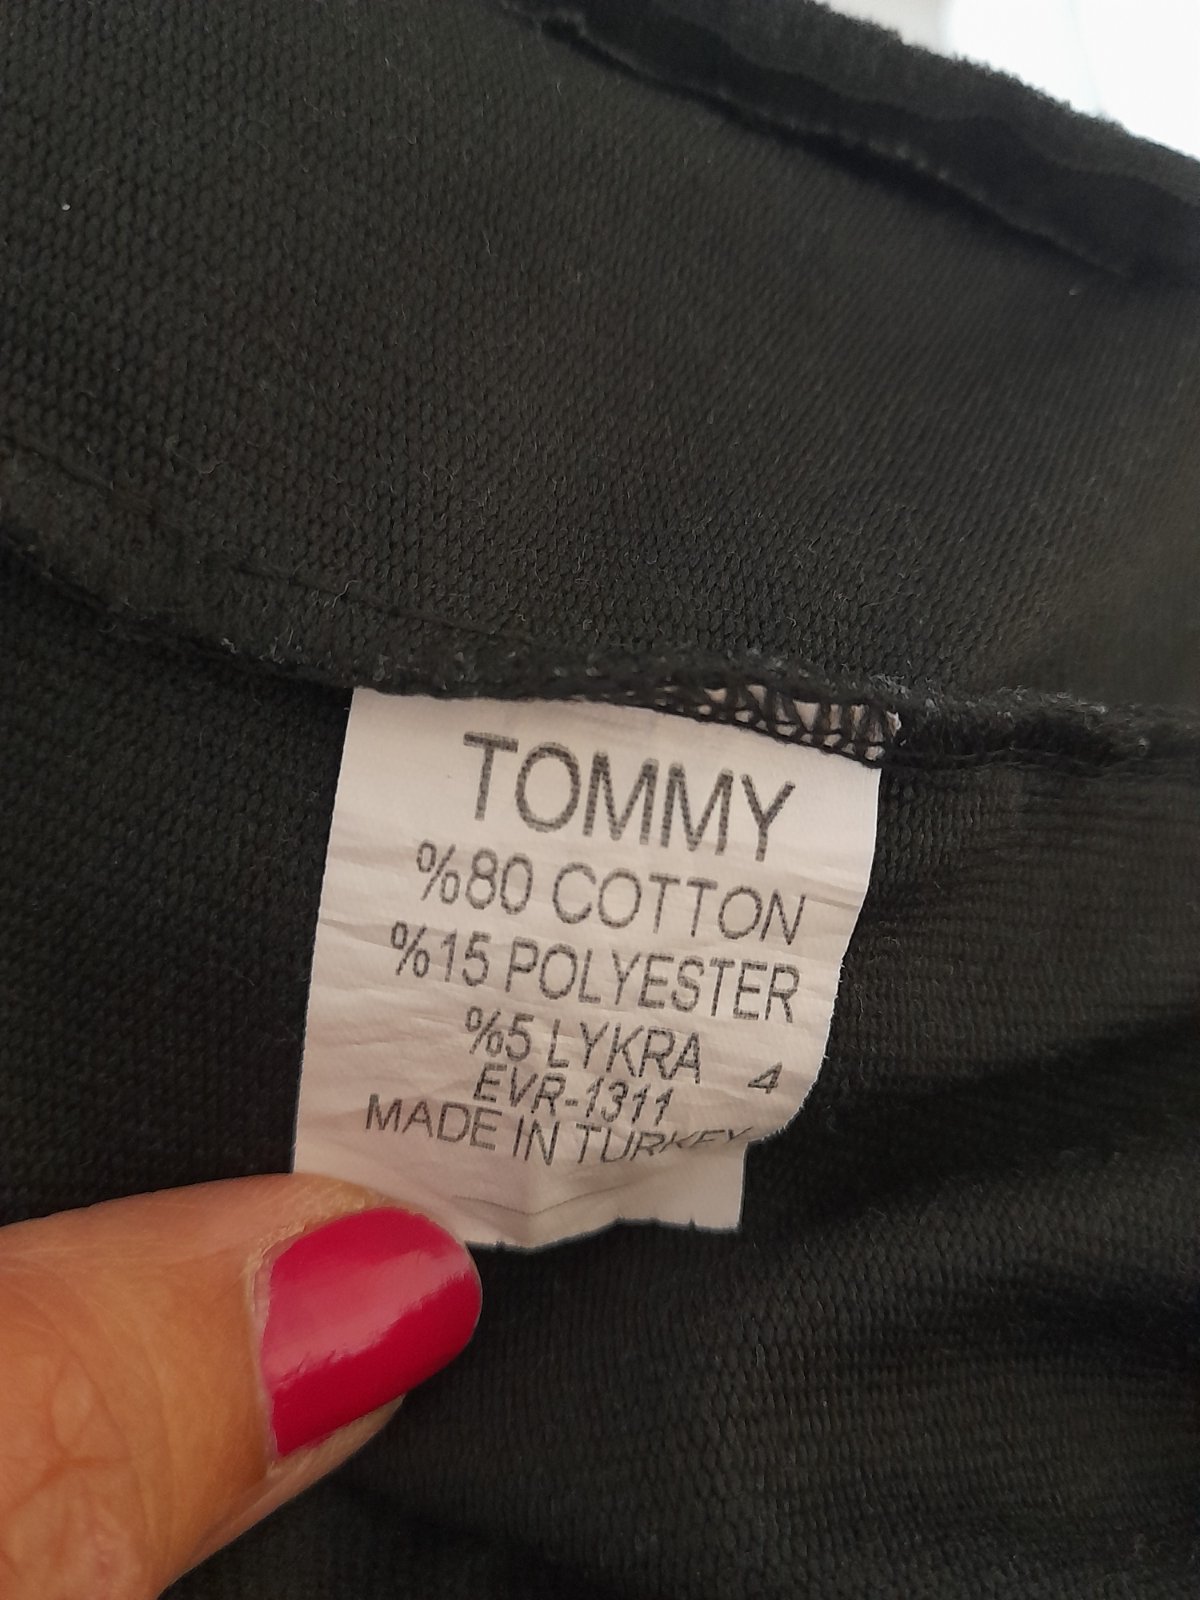 TOMMY
%80 COTTON
%15 POLYESTER
%5 LYKRA 4
EVR-1311
MADE IN TURKEY